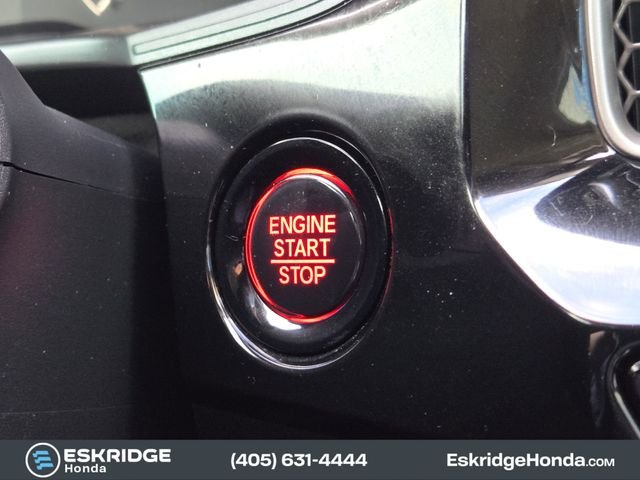 ENGINE
START
STOP
ESKRIDGE
Honda
(405) 631-4444
EskridgeHonda.com